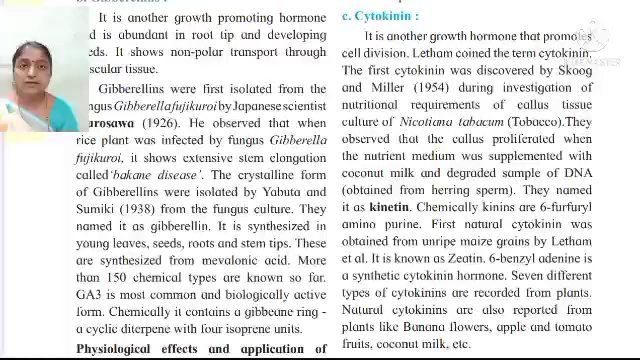 It is another growth promoting hormone
is abundant in root tip and developing
It shows non-polar transport through
tissue.
Gibberellins were first isolated from the
Gibberella fujikuroi by Japanese scientist
(1926). He observed that when
rice plant was infected by fungus Gibberella
fujikuroi, it shows extensive stem elongation
called 'bakane disease'. The crystalline form
of Gibberellins were isolated by Yabuta and
Sumiki (1938) from the fungus culture. They
named it as gibberellin. It is synthesized in
young leaves, seeds, roots and stem tips. These
are synthesized from mevalonic acid. More
than 150 chemical types are known so far.
GA3 is most common and biologically active
form. Chemically it contains a gibbeane ring -
a cyclic diterpene with four isoprene units.
Physiological effects and application of
c. Cytokinin :
It is another growth hormone that promotes
cell division. Letham coined the term cytokinin.
The first cytokinin was discovered by Skoog
and Miller (1954) during investigation of
nutritional requirements of callus tissue
culture of Nicotiana tabacum (Tobacco).They
observed that the callus proliferated when
the nutrient medium was supplemented with
coconut milk and degraded sample of DNA
(obtained from herring sperm). They named
it as kinetin. Chemically kinins are 6-furfuryl
amino purine. First natural cytokinin was
obtained from unripe maize grains by Letham
et al. It is known as Zeatin. 6-benzyl adenine is
a synthetic cytokinin hormone. Seven different
types of cytokinins are recorded from plants.
Natural cytokinins are also reported from
plants like Banana flowers, apple and tomato
fruits, coconut milk, etc.